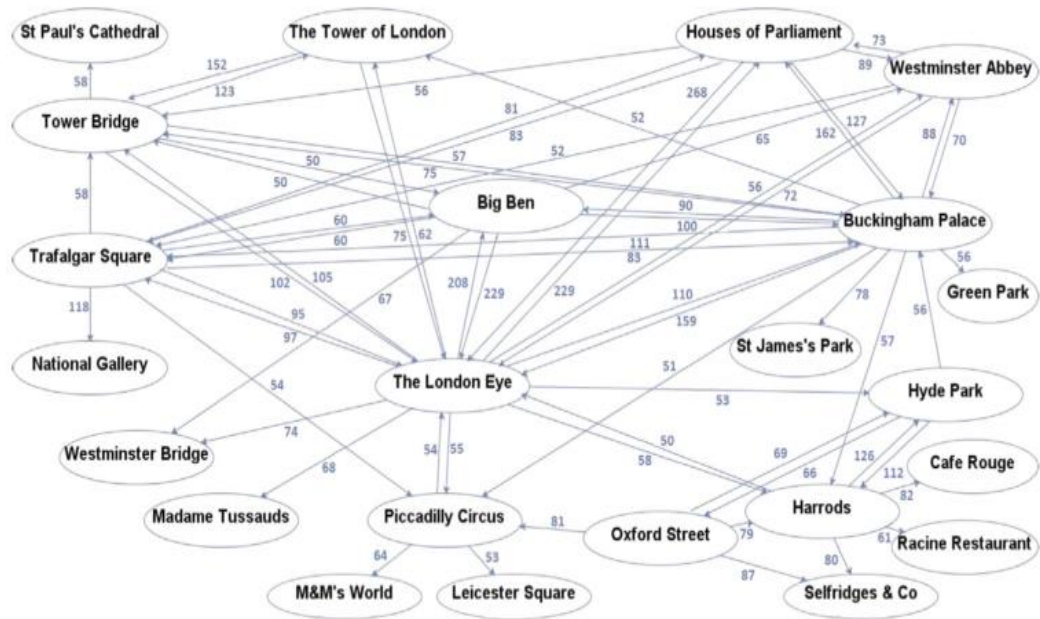 St Paul's Cathedral
The Tower of London
Houses of Parliament
73
89
Westminster Abbey
58
152
123
56
268
Tower Bridge
81
83
52
52
65
162
127
88
70
50
57
75
50
58
Big Ben
56
72
90
Buckingham Palace
60
60
62
75
100
111
83
Trafalgar Square
56
Green Park
102
105
208
229
229
110
78
118
95
67
159
56
97
57
St James's Park
National Gallery
51
The London Eye
53
Hyde Park
54
74
50
58
69
66
126
112
Westminster Bridge
54
55
Cafe Rouge
68
82
Madame Tussauds
Piccadilly Circus
81
Oxford Street
79
Harrods
61
Racine Restaurant
64
53
87
80
M&M's World
Leicester Square
Selfridges & Co